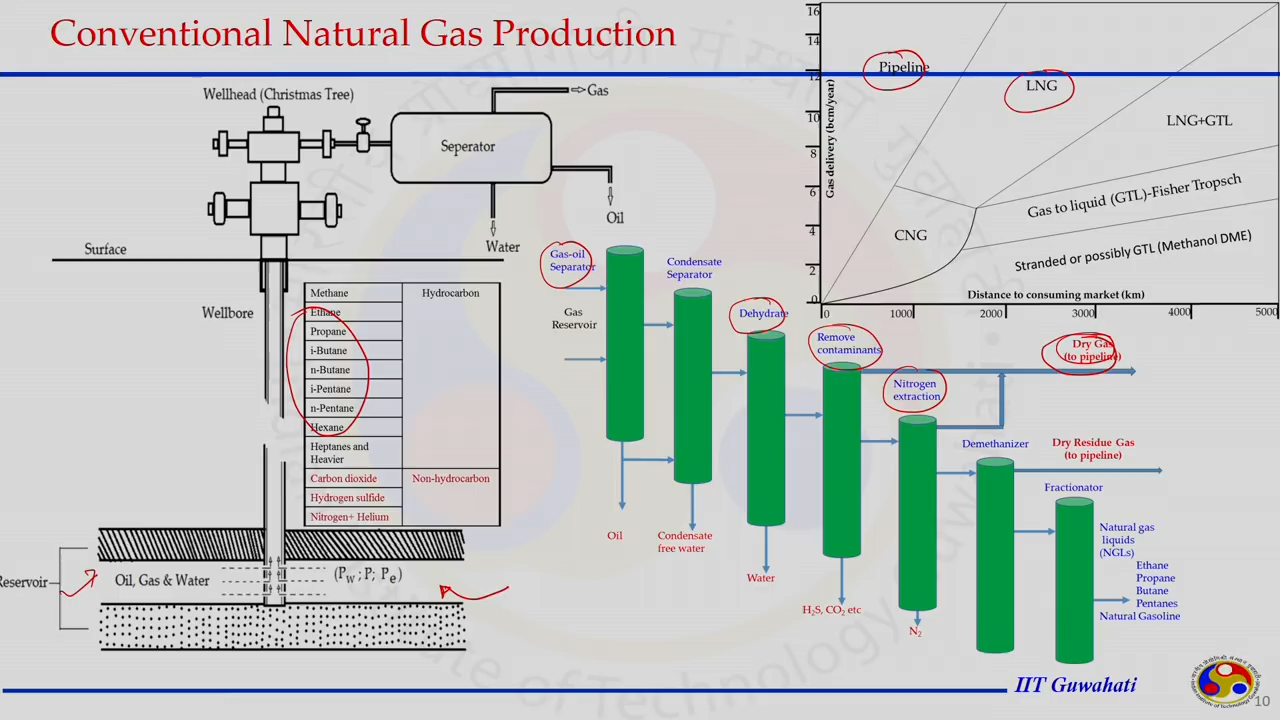 Conventional Natural Gas Production
Wellhead (Christmas Tree)
Gas
Seperator
Oil
Water
Surface
Wellbore
Methane Hydrocarbon
Ethane
Propane
i-Butane
n-Butane
i-Pentane
n-Pentane
Hexane
Heptanes and
Heavier
Carbon dioxide Non-hydrocarbon
Hydrogen sulfide
Nitrogen+ Helium
Reservoir
Oil, Gas & Water
(Pw ; P; Pe)
Gas-oil
Separator
Gas
Reservoir
Oil
Condensate
Separator
Condensate
free water
Dehydrate
Water
Remove
contaminants
H2S, CO2 etc
Nitrogen
extraction
N2
Dry Gas
(to pipeline)
Demethanizer
Dry Residue Gas
(to pipeline)
Fractionator
Natural gas
liquids
(NGLs)
Ethane
Propane
Butane
Pentanes
Natural Gasoline
Gas delivery (bcm/year)
16
14
12
10
8
6
4
2
0
Pipeline
LNG
LNG+GTL
Gas to liquid (GTL)-Fisher Tropsch
CNG
Stranded or possibly GTL (Methanol DME)
Distance to consuming market (km)
0 1000 2000 3000 4000 5000
IIT Guwahati
10